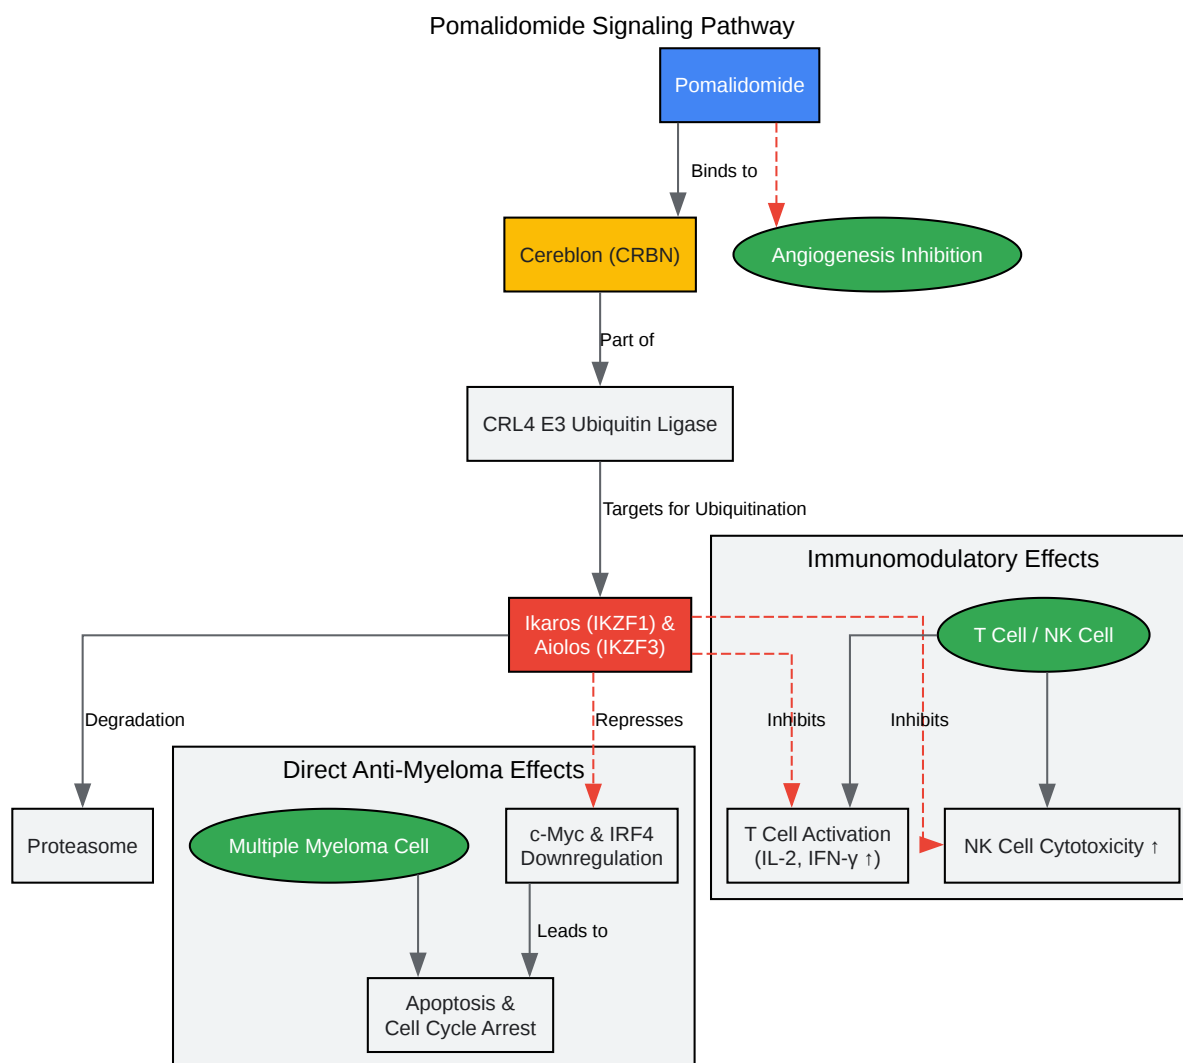 Pomalidomide Signaling Pathway
Pomalidomide
Binds to
Cereblon (CRBN)
Angiogenesis Inhibition
Part of
CRL4 E3 Ubiquitin Ligase
Targets for Ubiquitination
Immunomodulatory Effects
Ikaros (IKZF1) &
Aiolos (IKZF3)
T Cell / NK Cell
Degradation
Represses
Inhibits
Inhibits
Direct Anti-Myeloma Effects
Proteasome
Multiple Myeloma Cell
c-Myc & IRF4
Downregulation
T Cell Activation
(IL-2, IFN-γ ↑)
NK Cell Cytotoxicity ↑
Leads to
Apoptosis &
Cell Cycle Arrest